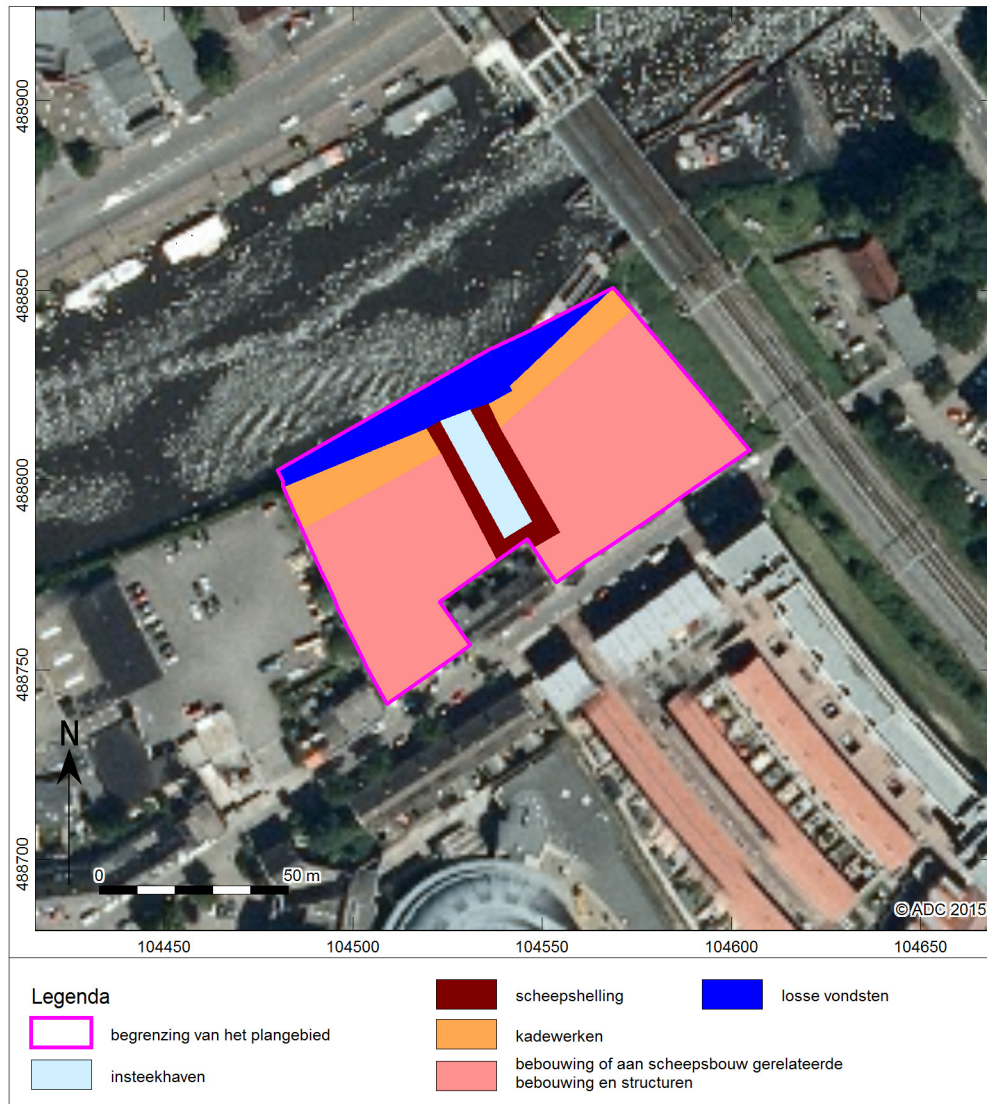 488900
488850
488800
488750
488700
N
0 50 m
© ADC 2015
104450 104500 104550 104600 104650
Legenda
begrenzing van het plangebied
insteekhaven
scheepshelling
kadewerken
bebouwing of aan scheepsbouw gerelateerde
bebouwing en structuren
losse vondsten